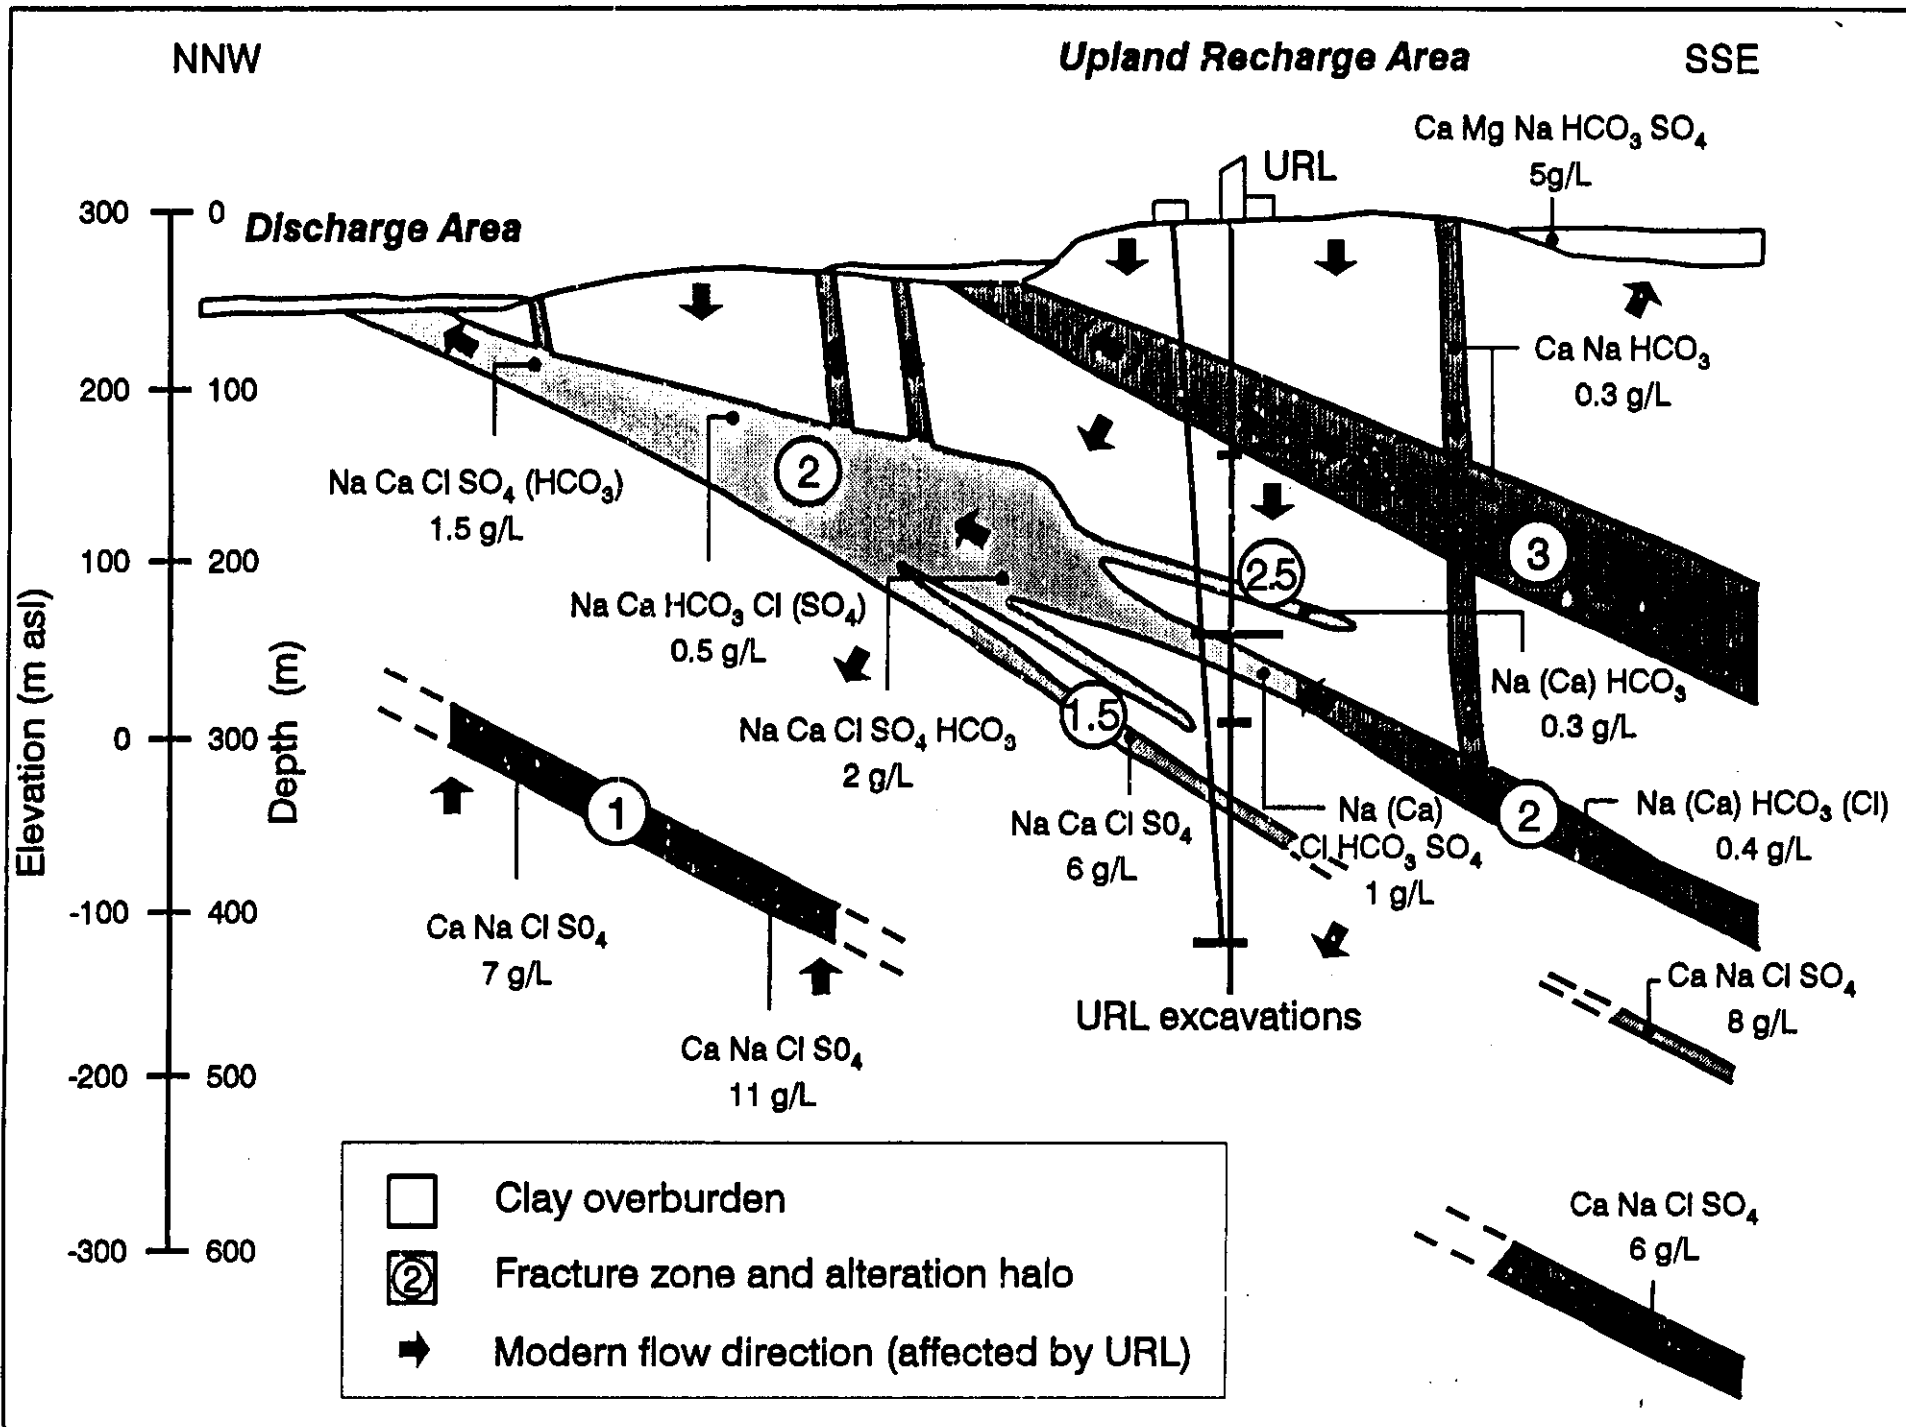 NNW
Upland Recharge Area
SSE
Ca Mg Na HCO₃ SO₄
5g/L
URL
300
0
Discharge Area
Ca Na HCO₃
0.3 g/L
200
100
2
Na Ca Cl SO₄ (HCO₃)
1.5 g/L
3
100
200
2.5
Na Ca HCO₃ Cl (SO₄)
0.5 g/L
Elevation (m asl)
Depth (m)
Na (Ca) HCO₃
0.3 g/L
1.5
Na Ca Cl SO₄ HCO₃
2 g/L
0
300
1
Na Ca Cl SO₄
6 g/L
Na (Ca)
Cl HCO₃ SO₄
1 g/L
2
Na (Ca) HCO₃ (Cl)
0.4 g/L
-100
400
Ca Na Cl SO₄
7 g/L
Ca Na Cl SO₄
8 g/L
URL excavations
Ca Na Cl SO₄
11 g/L
-200
500
-300
600
Ca Na Cl SO₄
6 g/L
Clay overburden
2
Fracture zone and alteration halo
Modern flow direction (affected by URL)